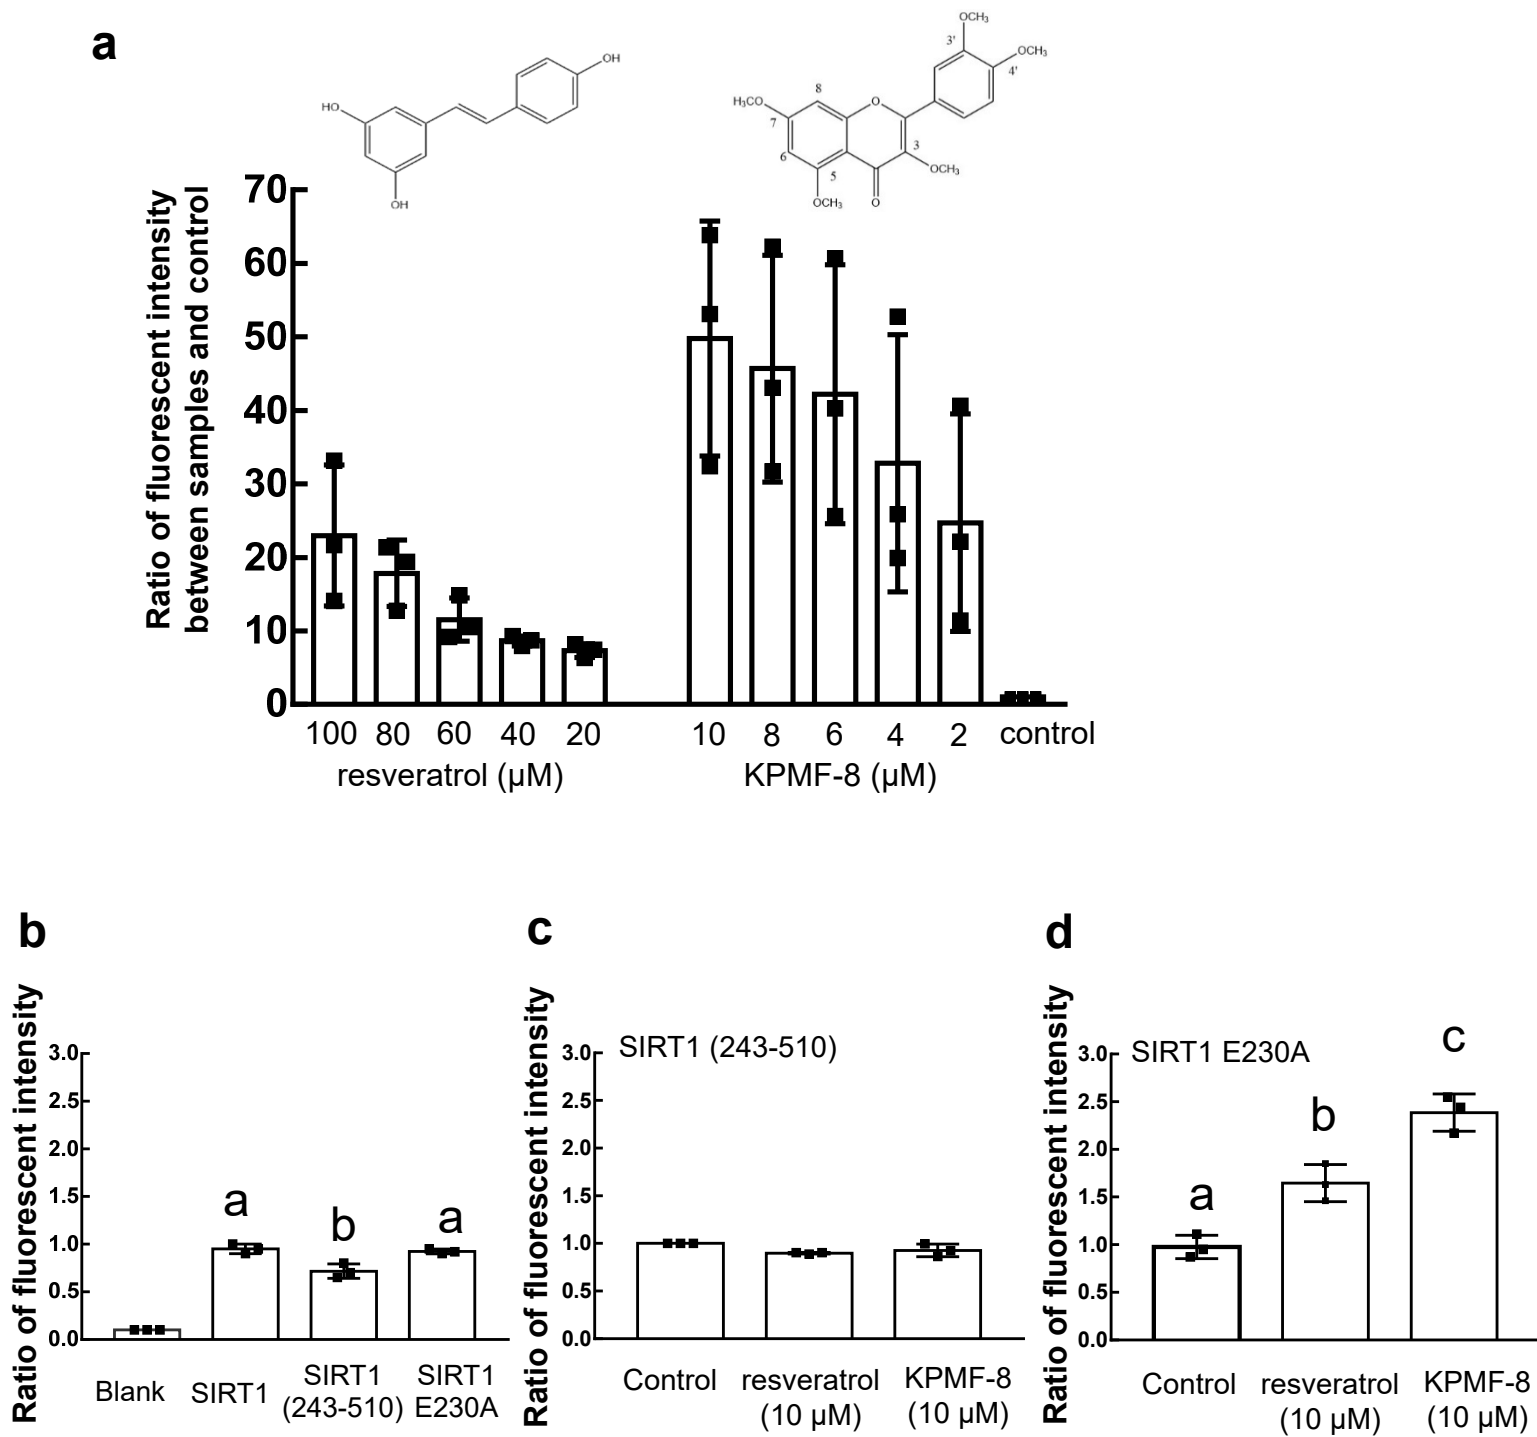 a
OH
HO
OH
OCH3
3'
OCH3
4'
8
H3CO
O
7
6
3
5
OCH3
OCH3
O
Ratio of fluorescent intensity
between samples and control
70
60
50
40
30
20
10
0
100 80 60 40 20 10 8 6 4 2 control
resveratrol (µM) KPMF-8 (µM)
b
Ratio of fluorescent intensity
3.0
2.5
2.0
1.5
1.0
0.5
0.0
a
b
a
Blank
SIRT1
SIRT1
(243-510)
SIRT1
E230A
c
Ratio of fluorescent intensity
SIRT1 (243-510)
3.0
2.5
2.0
1.5
1.0
0.5
0.0
Control
resveratrol
(10 µM)
KPMF-8
(10 µM)
d
Ratio of fluorescent intensity
SIRT1 E230A
3.0
2.5
2.0
1.5
1.0
0.5
0.0
a
b
c
Control
resveratrol
(10 µM)
KPMF-8
(10 µM)